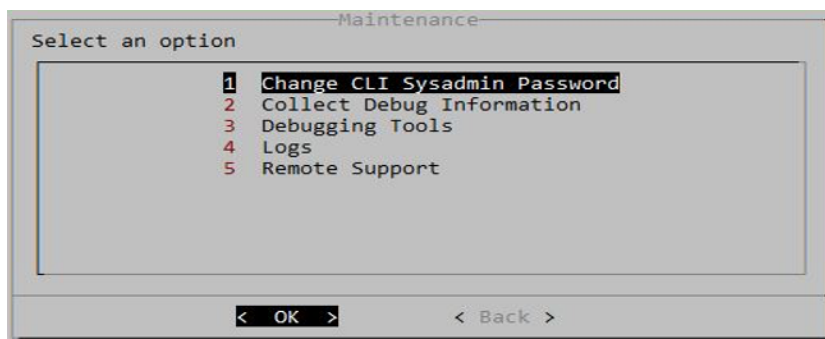 Maintenance
Select an option
1 Change CLI Sysadmin Password
2 Collect Debug Information
3 Debugging Tools
4 Logs
5 Remote Support
< OK > < Back >